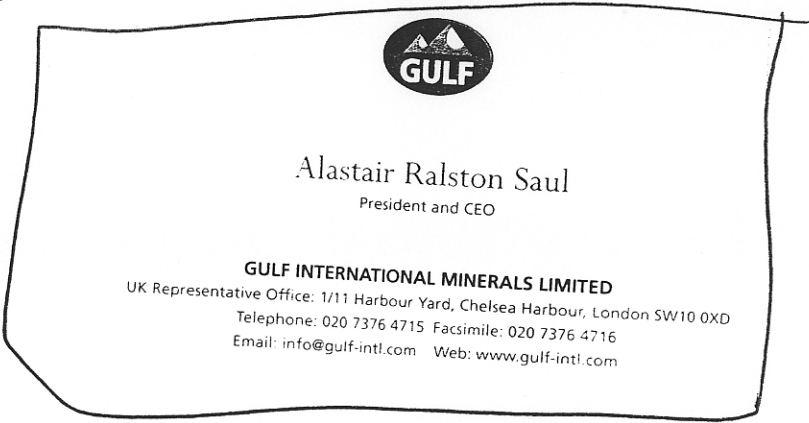 GULF
Alastair Ralston Saul
President and CEO
GULF INTERNATIONAL MINERALS LIMITED
UK Representative Office: 1/11 Harbour Yard, Chelsea Harbour, London SW10 0XD
Telephone: 020 7376 4715 Facsimile: 020 7376 4716
Email: info@gulf-intl.com Web: www.gulf-intl.com